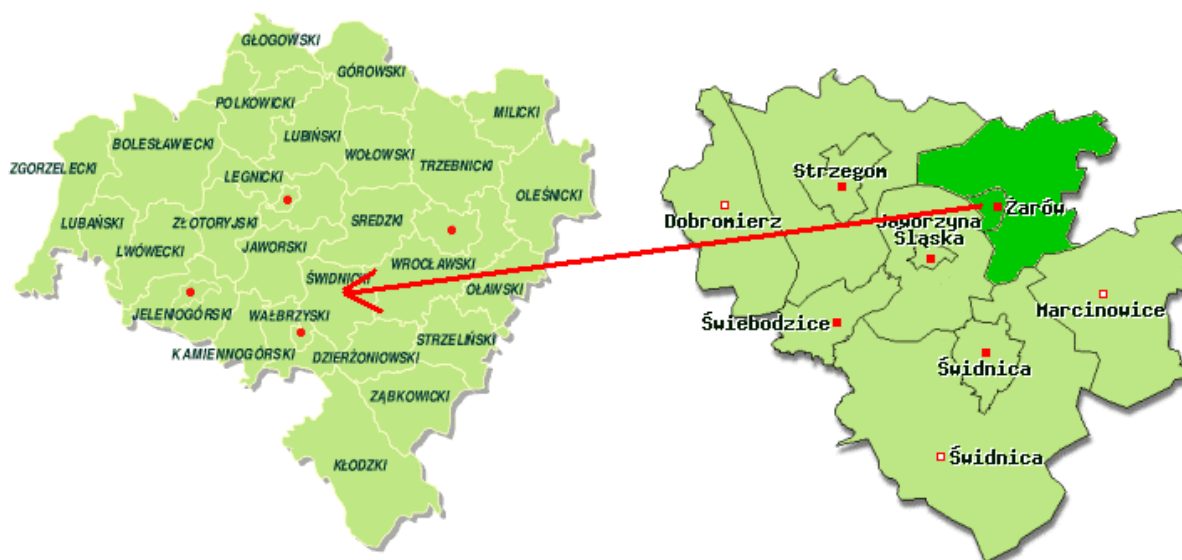 GŁOGOWSKI
GÓROWSKI
POLKOWICKI
MILICKI
BOLESŁAWIECKI
LUBIŃSKI
WOŁOWSKI
ZGORZELECKI
TRZEBNICKI
LEGNICKI
OLEŚNICKI
LUBAŃSKI
ZŁOTORYJSKI
SREDZKI
LWÓWECKI
JAWORSKI
WROCŁAWSKI
ŚWIDNICKI
OŁAWSKI
JELENIOGÓRSKI
WAŁBRZYSKI
STRZELIŃSKI
KAMIENNOGÓRSKI
DZIERŻONIOWSKI
ZĄBKOWICKI
KŁODZKI
Strzegom
Żarów
Dobromierz
Jaworzyna
Śląska
Marcinowice
Świebodzice
Świdnica
Świdnica